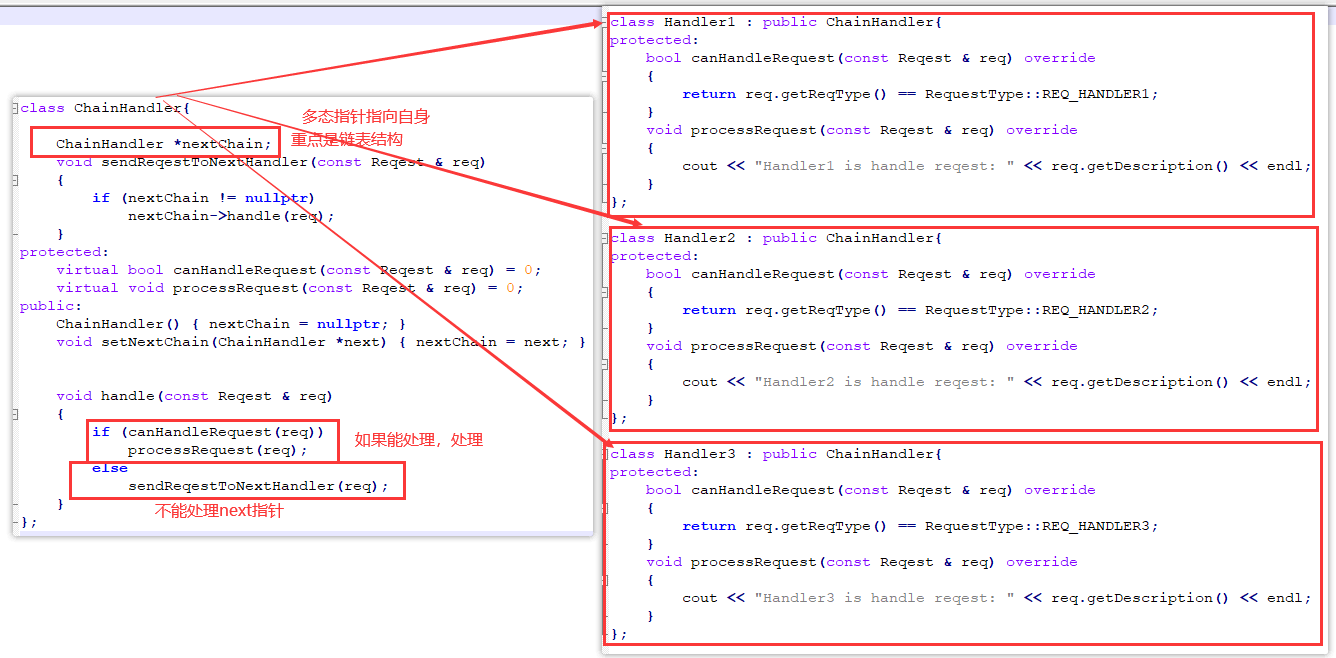 class ChainHandler{
ChainHandler *nextChain;
void sendReqestToNextHandler(const Reqest & req)
{
if (nextChain != nullptr)
nextChain->handle(req);
}
protected:
virtual bool canHandleRequest(const Reqest & req) = 0;
virtual void processRequest(const Reqest & req) = 0;
public:
ChainHandler() { nextChain = nullptr; }
void setNextChain(ChainHandler *next) { nextChain = next; }
void handle(const Reqest & req)
{
if (canHandleRequest(req))
processRequest(req);
else
sendReqestToNextHandler(req);
}
};
多态指针指向自身
重点是链表结构
如果能处理，处理
不能处理next指针
class Handler1 : public ChainHandler{
protected:
bool canHandleRequest(const Reqest & req) override
{
return req.getReqType() == RequestType::REQ_HANDLER1;
}
void processRequest(const Reqest & req) override
{
cout << "Handler1 is handle reqest: " << req.getDescription() << endl;
}
};
class Handler2 : public ChainHandler{
protected:
bool canHandleRequest(const Reqest & req) override
{
return req.getReqType() == RequestType::REQ_HANDLER2;
}
void processRequest(const Reqest & req) override
{
cout << "Handler2 is handle reqest: " << req.getDescription() << endl;
}
};
class Handler3 : public ChainHandler{
protected:
bool canHandleRequest(const Reqest & req) override
{
return req.getReqType() == RequestType::REQ_HANDLER3;
}
void processRequest(const Reqest & req) override
{
cout << "Handler3 is handle reqest: " << req.getDescription() << endl;
}
};